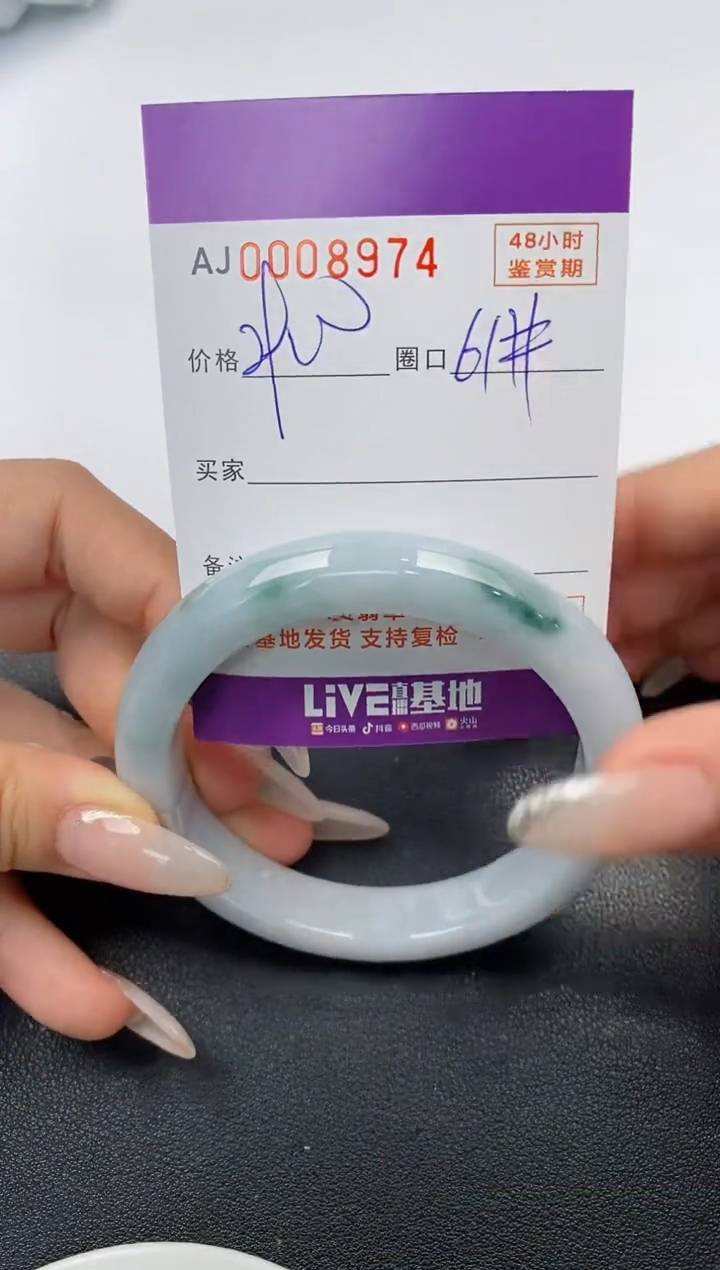 AJ0008974
48小时
鉴赏期
价格
圈口 61#
买家
备注
基地发货 支持复检
LiVE直播基地
今日头条 抖音 西瓜视频 火山